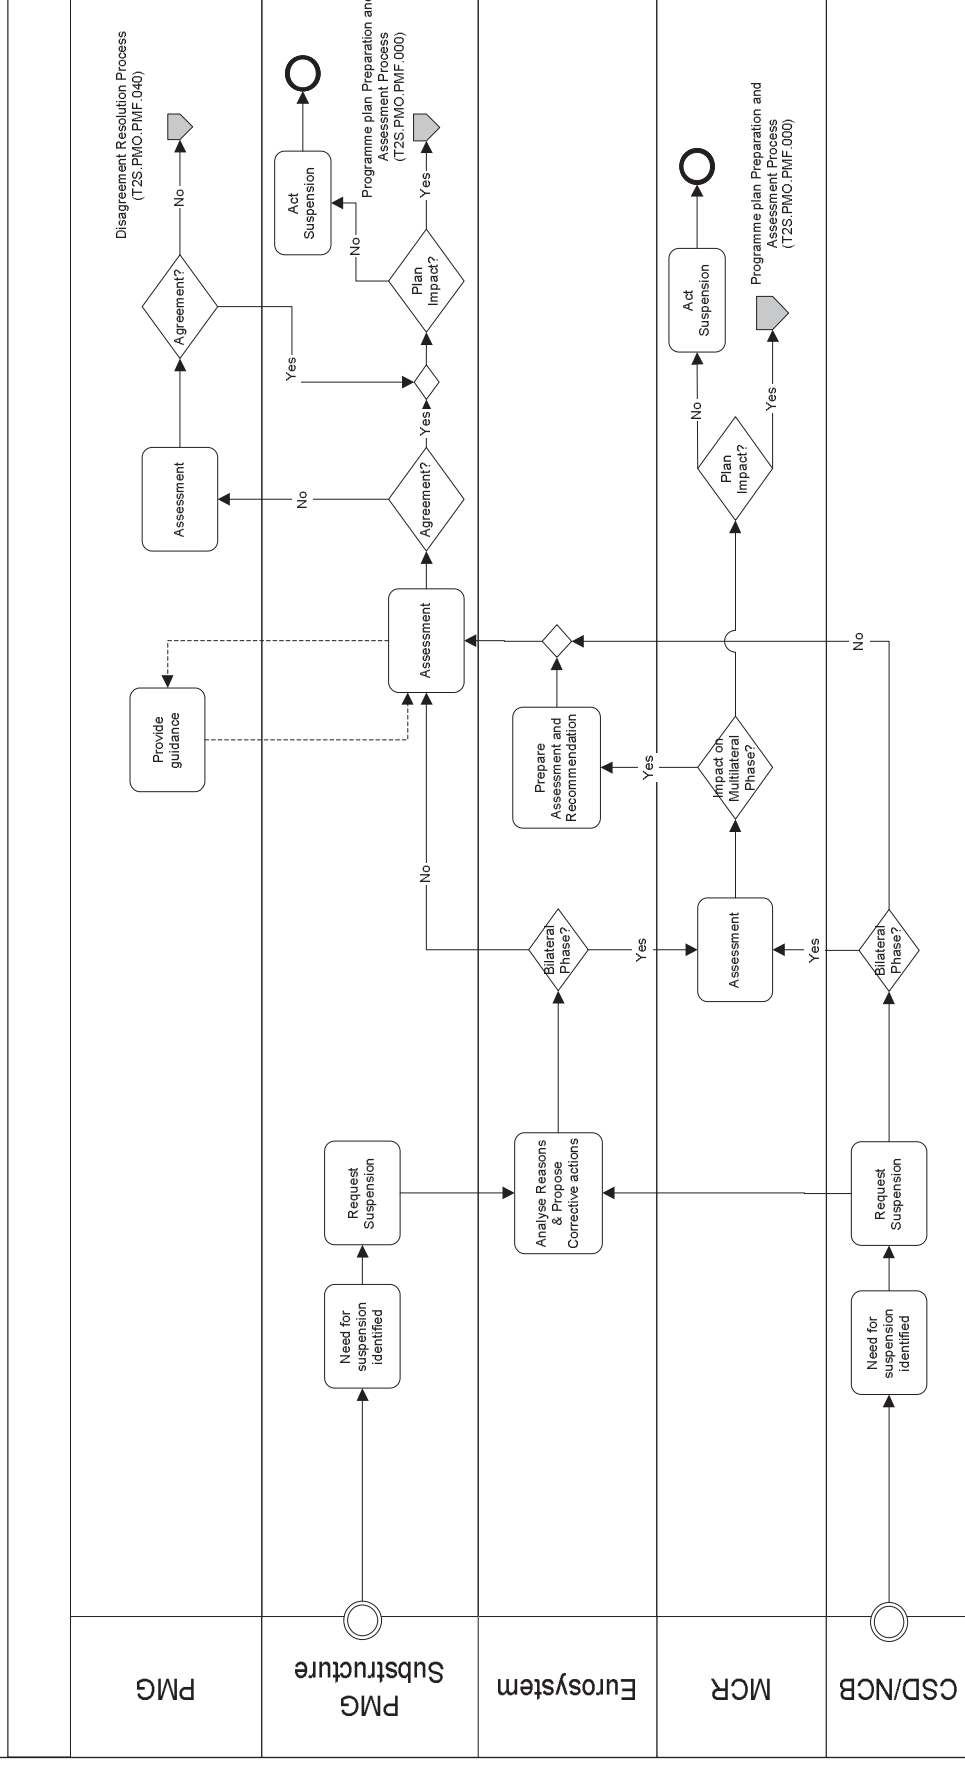 PMG
Provide
guidance
Assessment
Agreement?
No
Disagreement Resolution Process
(T2S.PMO.PMF.040)
Yes
PMG
Substructure
Need for
suspension
identified
Request
Suspension
No
Assessment
No
Agreement?
Yes
Plan
Impact?
No
Act
Suspension
Yes
Programme plan Preparation and
Assessment Process
(T2S.PMO.PMF.000)
Eurosystem
Analyse Reasons
& Propose
Corrective actions
Bilateral
Phase?
Yes
Prepare
Assessment and
Recommendation
Yes
MCR
Assessment
Impact on
Multilateral
Phase?
Plan
Impact?
No
Act
Suspension
Yes
Programme plan Preparation and
Assessment Process
(T2S.PMO.PMF.000)
CSD/NCB
Need for
suspension
identified
Request
Suspension
Bilateral
Phase?
Yes
No